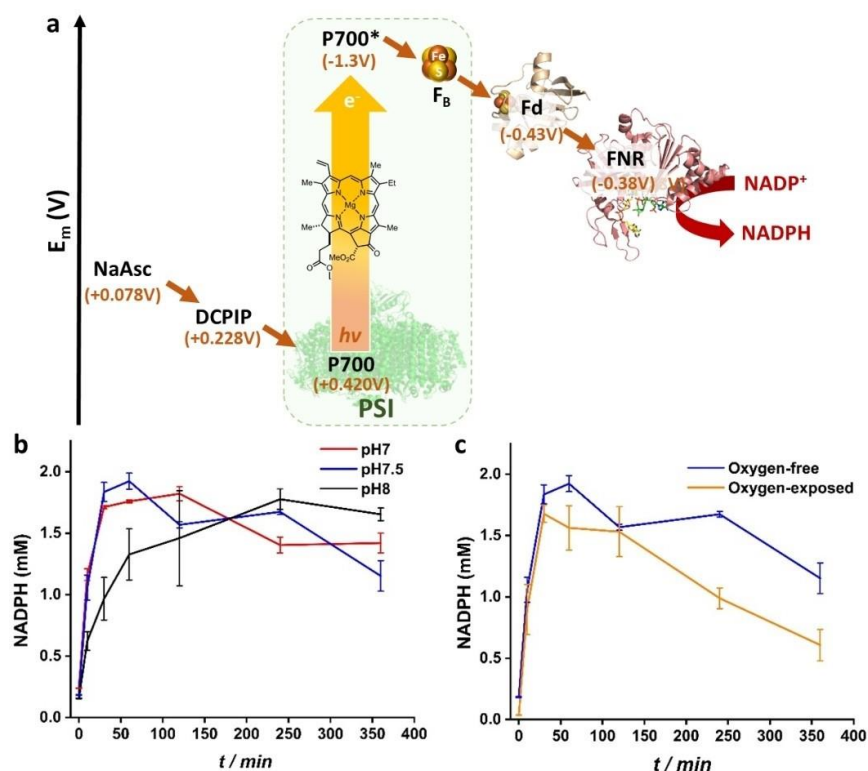 a
E_m (V)
P700*
(-1.3V)
e⁻
Fe
S
F_B
Fd
(-0.43V)
FNR
(-0.38V)
NADP⁺
NADPH
Me
Me
Et
Mg
Me
Me
MeO₂C
O
O
O
NaAsc
(+0.078V)
DCPIP
(+0.228V)
hν
P700
(+0.420V)
PSI
b
pH7
pH7.5
pH8
NADPH (mM)
2.0
1.5
1.0
0.5
0.0
0 50 100 150 200 250 300 350 400
t / min
c
Oxygen-free
Oxygen-exposed
NADPH (mM)
2.0
1.5
1.0
0.5
0.0
0 50 100 150 200 250 300 350 400
t / min